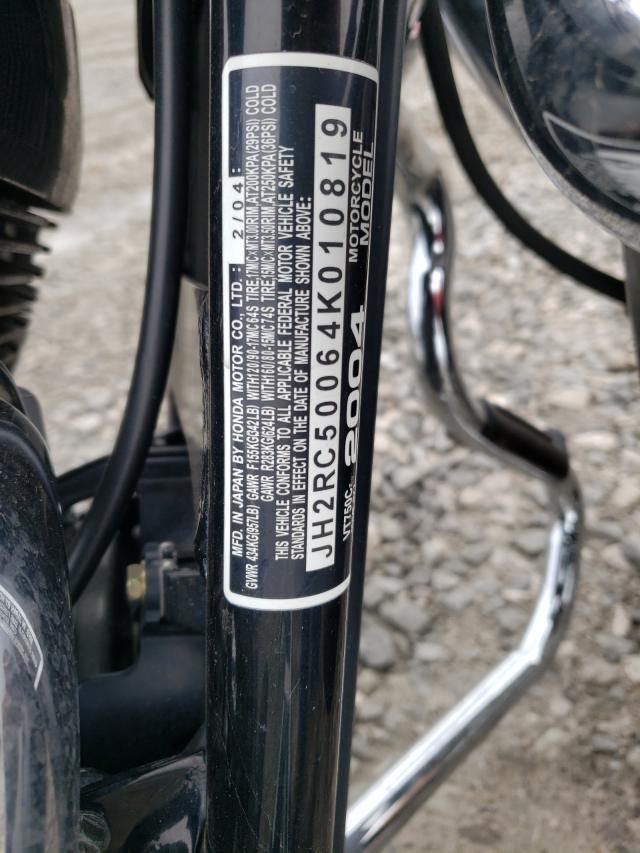 MFD. IN JAPAN BY HONDA MOTOR CO., LTD.: 2/04:
GVWR 434KG(957LB) GAWR F155KG(342LB) WITH120/90-17M/C64S TIRE,17M/C×MT3.00RIM,AT200KPA(29PSI) COLD
GAWR R283KG(624LB) WITH160/80-15M/C74S TIRE,15M/C×MT3.50RIM,AT250KPA(36PSI) COLD
THIS VEHICLE CONFORMS TO ALL APPLICABLE FEDERAL MOTOR VEHICLE SAFETY
STANDARDS IN EFFECT ON THE DATE OF MANUFACTURE SHOWN ABOVE:
JH2RC50064K010819
VT750C: 2004 MOTORCYCLE
MODEL